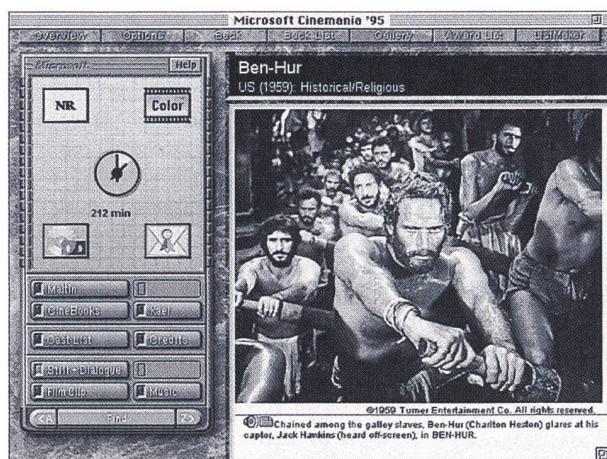 Microsoft Cinemania '95
Overview Options Back Back List Gallery Award List ListMaker
Microsoft. Help
NR Color
212 min
Maltin
CineBooks Kael
Cast List Credits
Still+Dialogue
Film Clip Music
<A Find Z>
Ben-Hur
US (1959): Historical/Religious
©1959 Turner Entertainment Co. All rights reserved.
Chained among the galley slaves, Ben-Hur (Charlton Heston) glares at his
captor, Jack Hawkins (heard off-screen), in BEN-HUR.